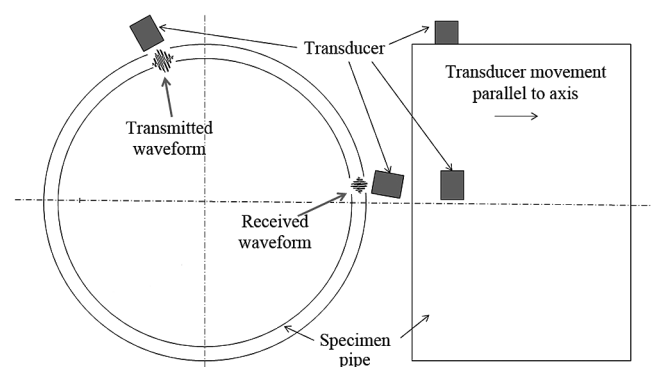 Transducer
Transducer movement
parallel to axis
Transmitted
waveform
Received
waveform
Specimen
pipe